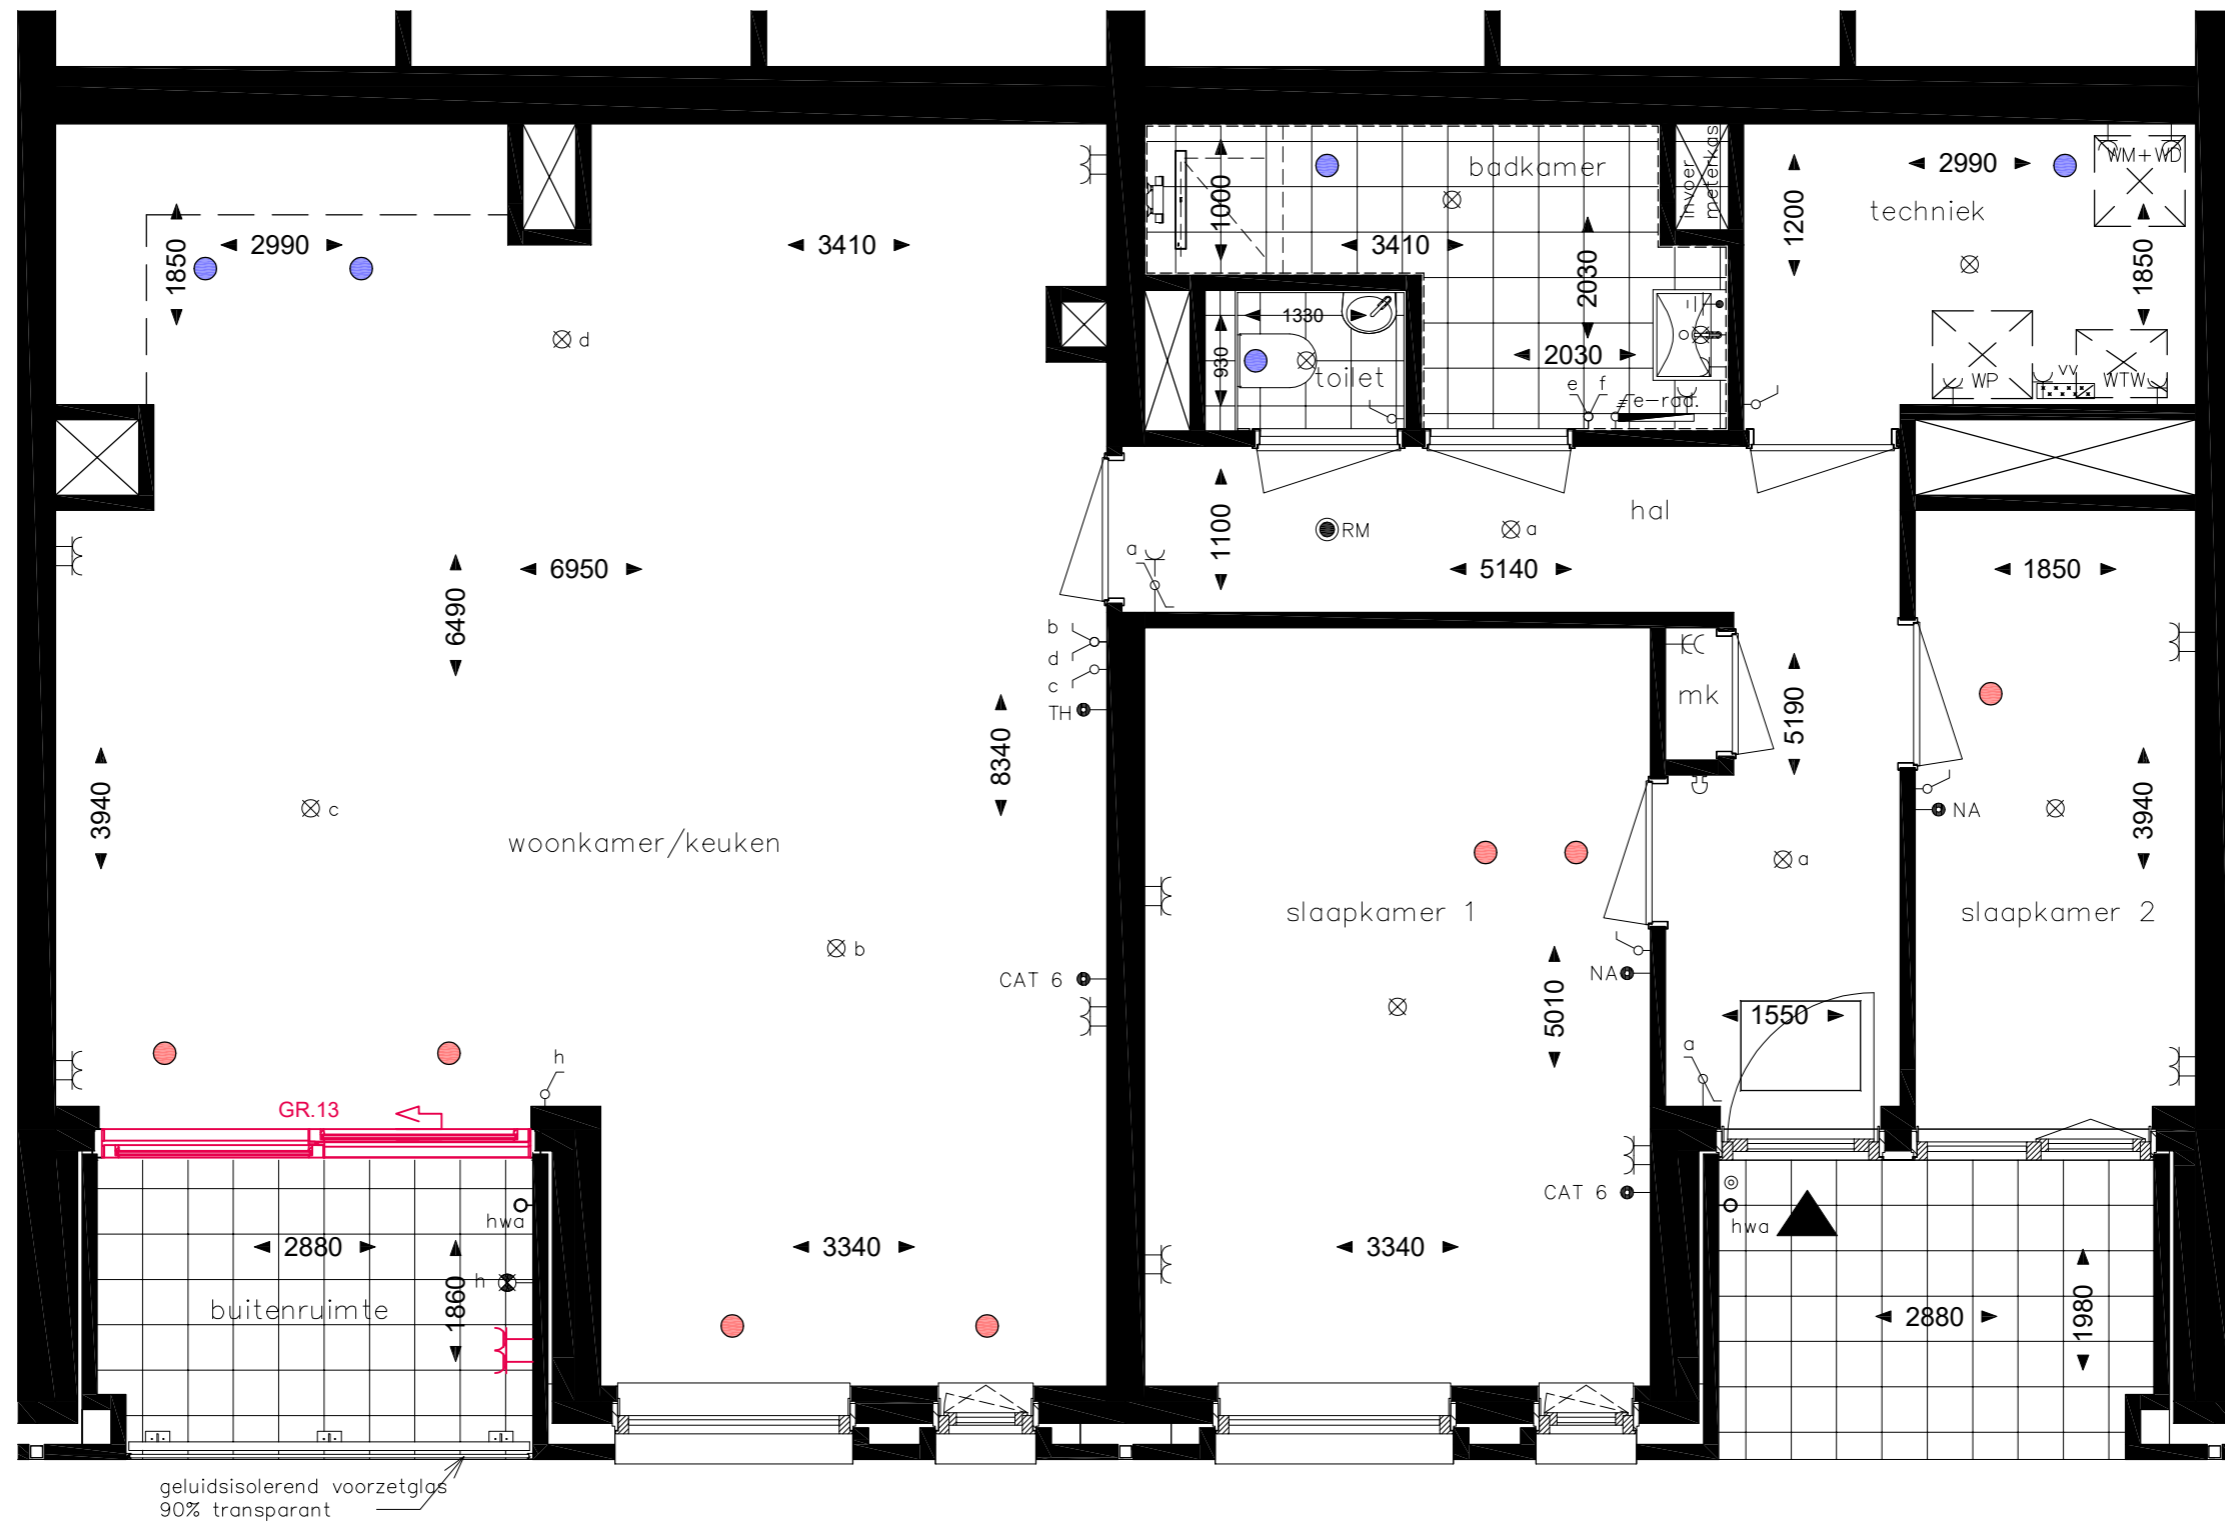 badkamer
invoer
meterkast
2990
WM+WD
techniek
1000
1200
1850
2990
3410
3410
1850
2030
1330
930
toilet
2030
d
e f
e-rad.
WP
VV
WTW
hal
RM
a
1100
a
5140
1850
6950
6490
b
d
c
TH
mk
5190
8340
3940
c
woonkamer/keuken
NA
3940
a
slaapkamer 1
slaapkamer 2
b
CAT 6
NA
5010
1550
a
h
GR.13
CAT 6
hwa
hwa
2880
3340
3340
h
1860
buitenruimte
2880
1980
geluidsisolerend voorzetglas
90% transparant